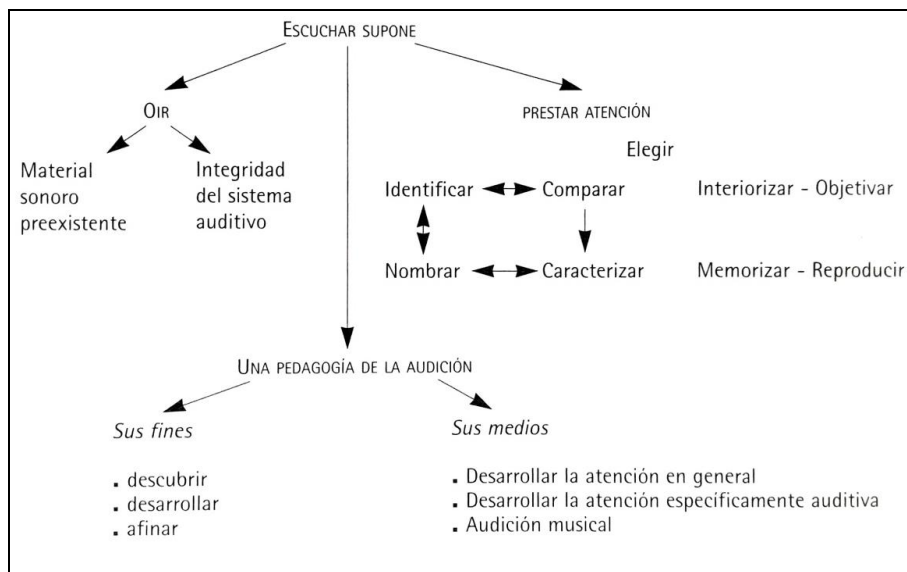 ESCUCHAR SUPONE
OIR
PRESTAR ATENCIÓN
Elegir
Material
sonoro
preexistente
Integridad
del sistema
auditivo
Identificar
Comparar
Interiorizar - Objetivar
Nombrar
Caracterizar
Memorizar - Reproducir
UNA PEDAGOGÍA DE LA AUDICIÓN
Sus fines
. descubrir
. desarrollar
. afinar
Sus medios
. Desarrollar la atención en general
. Desarrollar la atención específicamente auditiva
. Audición musical